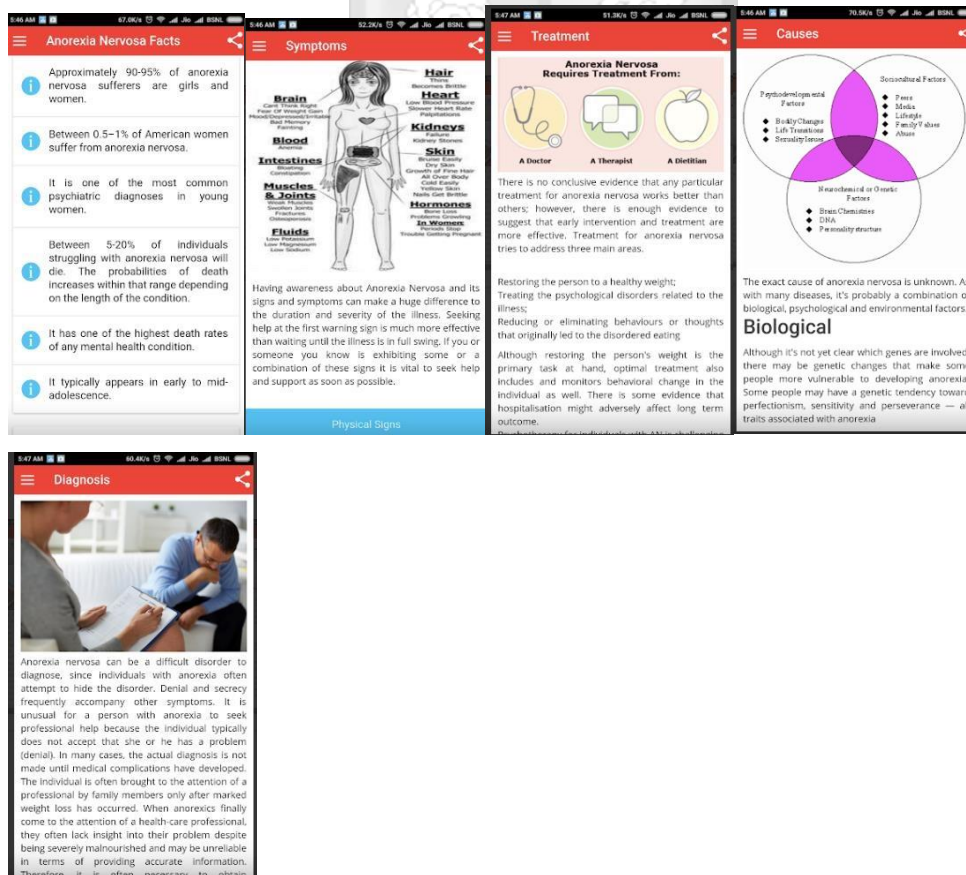 5:46 AM 67.0K/s Jio BSNL
Anorexia Nervosa Facts
Approximately 90-95% of anorexia
nervosa sufferers are girls and
women.
Between 0.5–1% of American women
suffer from anorexia nervosa.
It is one of the most common
psychiatric diagnoses in young
women.
Between 5-20% of individuals
struggling with anorexia nervosa will
die. The probabilities of death
increases within that range depending
on the length of the condition.
It has one of the highest death rates
of any mental health condition.
It typically appears in early to mid-
adolescence.
5:46 AM 52.2K/s Jio BSNL
Symptoms
Brain
Cant Think Right
Fear Of Weight Gain
Mood/Depressed/Irritable
Bad Memory
Fainting
Blood
Anemia
Intestines
Bloating
Constipation
Muscles
& Joints
Weak Muscles
Swollen Joints
Fractures
Osteoporosis
Fluids
Low Potassium
Low Magnesium
Low Sodium
Hair
Thins
Becomes Brittle
Heart
Low Blood Pressure
Slower Heart Rate
Palpitations
Kidneys
Failure
Kidney Stones
Skin
Bruise Easily
Dry Skin
Growth of Fine Hair
All Over Body
Cold Easily
Yellow Skin
Nails Get Brittle
Hormones
Bone Loss
Problems Growing
In Women:
Periods Stop
Trouble Getting Pregnant
Having awareness about Anorexia Nervosa and its
signs and symptoms can make a huge difference to
the duration and severity of the illness. Seeking
help at the first warning sign is much more effective
than waiting until the illness is in full swing. If you or
someone you know is exhibiting some or a
combination of these signs it is vital to seek help
and support as soon as possible.
Physical Signs
5:47 AM 51.3K/s Jio BSNL
Treatment
Anorexia Nervosa
Requires Treatment From:
A Doctor A Therapist A Dietitian
There is no conclusive evidence that any particular
treatment for anorexia nervosa works better than
others; however, there is enough evidence to
suggest that early intervention and treatment are
more effective. Treatment for anorexia nervosa
tries to address three main areas.
Restoring the person to a healthy weight;
Treating the psychological disorders related to the
illness;
Reducing or eliminating behaviours or thoughts
that originally led to the disordered eating
Although restoring the person's weight is the
primary task at hand, optimal treatment also
includes and monitors behavioral change in the
individual as well. There is some evidence that
hospitalisation might adversely affect long term
outcome.
Psychotherapy for individuals with AN is challenging
5:46 AM 70.5K/s Jio BSNL
Causes
Psychodevelopmental
Factors
Bodily Changes
Life Transitions
Sexuality Issues
Sociocultural Factors
Peers
Media
Lifestyle
Family Values
Abuse
Neurochemical or Genetic
Factors
Brain Chemistries
DNA
Personality structure
The exact cause of anorexia nervosa is unknown. As
with many diseases, it's probably a combination o
biological, psychological and environmental factors
Biological
Although it's not yet clear which genes are involved
there may be genetic changes that make som
people more vulnerable to developing anorexia
Some people may have a genetic tendency toward
perfectionism, sensitivity and perseverance — al
traits associated with anorexia
5:47 AM 60.4K/s Jio BSNL
Diagnosis
Anorexia nervosa can be a difficult disorder to
diagnose, since individuals with anorexia often
attempt to hide the disorder. Denial and secrecy
frequently accompany other symptoms. It is
unusual for a person with anorexia to seek
professional help because the individual typically
does not accept that she or he has a problem
(denial). In many cases, the actual diagnosis is not
made until medical complications have developed.
The individual is often brought to the attention of a
professional by family members only after marked
weight loss has occurred. When anorexics finally
come to the attention of a health-care professional,
they often lack insight into their problem despite
being severely malnourished and may be unreliable
in terms of providing accurate information.
Therefore, it is often necessary to obtain